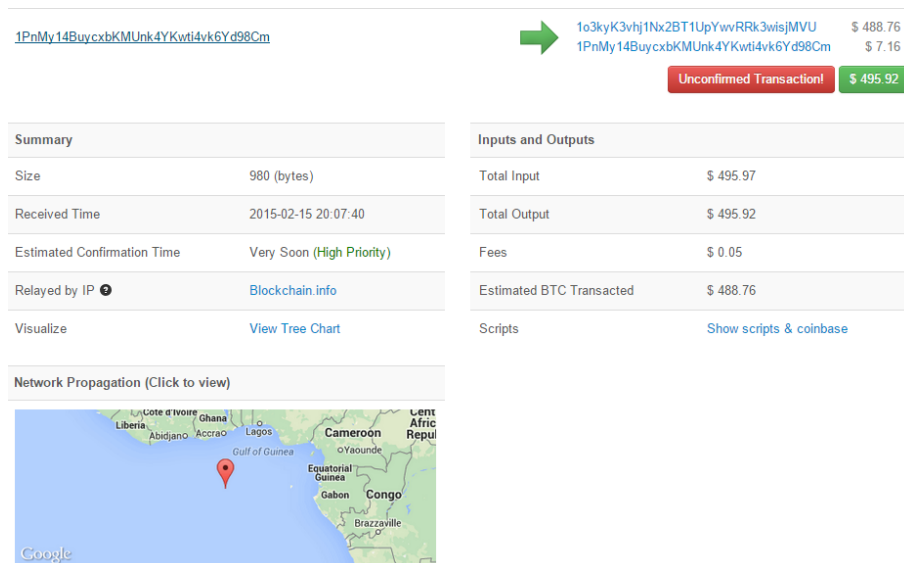 1PnMy14BuycxbKMUnk4YKwti4vk6Yd98Cm
1o3kyK3vhj1Nx2BT1UpYwvRRk3wisjMVU $ 488.76
1PnMy14BuycxbKMUnk4YKwti4vk6Yd98Cm $ 7.16
Unconfirmed Transaction! $ 495.92
Summary
Size 980 (bytes)
Received Time 2015-02-15 20:07:40
Estimated Confirmation Time Very Soon (High Priority)
Relayed by IP ? Blockchain.info
Visualize View Tree Chart
Inputs and Outputs
Total Input $ 495.97
Total Output $ 495.92
Fees $ 0.05
Estimated BTC Transacted $ 488.76
Scripts Show scripts & coinbase
Network Propagation (Click to view)
Cote d'Ivoire
Ghana
Liberia
Abidjan
Accra
Lagos
Cameroon
Cent
Afric
Repul
Yaounde
Gulf of Guinea
Equatorial
Guinea
Gabon
Congo
Brazzaville
Google